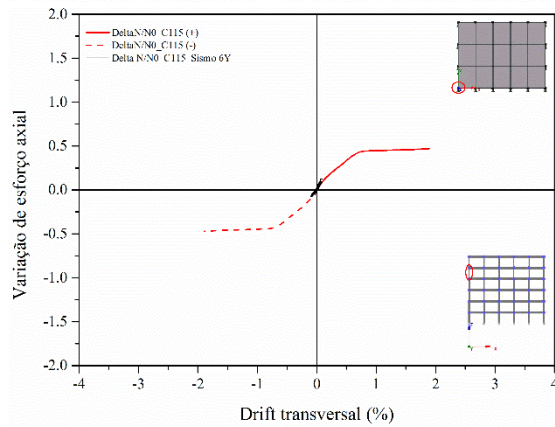 DeltaN/N0_C115 (+)
DeltaN/N0_C115 (-)
Delta N/N0_C115 Sismo 6Y
Variação de esforço axial
2.0
1.5
1.0
0.5
0.0
-0.5
-1.0
-1.5
-2.0
-4 -3 -2 -1 0 1 2 3 4
Drift transversal (%)